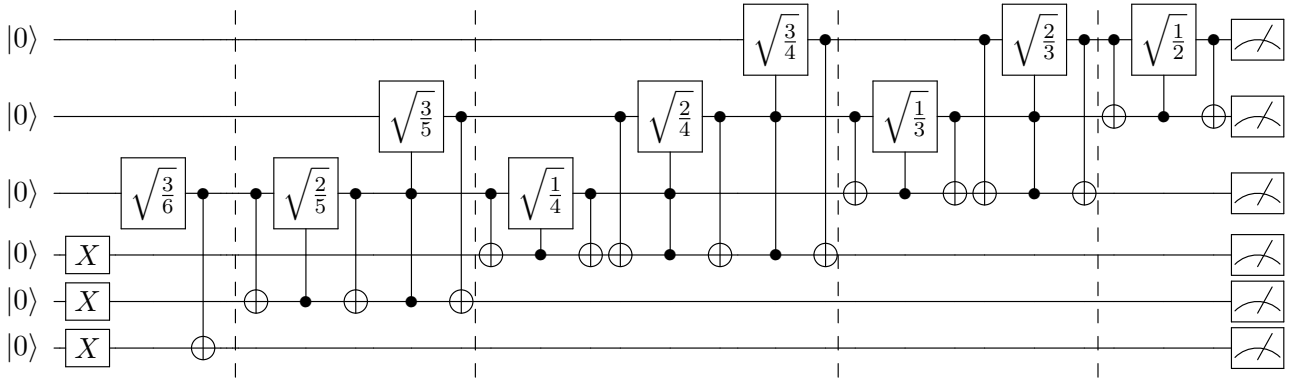 |0⟩ √3/4 √2/3 √1/2
|0⟩ √3/5 √2/4 √1/3
|0⟩ √3/6 √2/5 √1/4
|0⟩ X
|0⟩ X
|0⟩ X